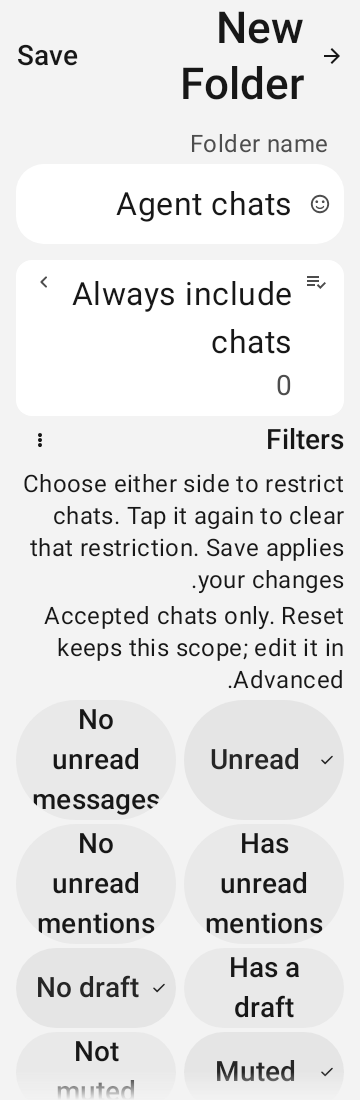 New
Folder
Save
Folder name
Agent chats
Always include
chats
0
Filters
Choose either side to restrict
chats. Tap it again to clear
that restriction. Save applies
.your changes
Accepted chats only. Reset
keeps this scope; edit it in
.Advanced
Unread
No
unread
messages
Has
unread
mentions
No
unread
mentions
Has a
draft
No draft
Muted
Not
muted